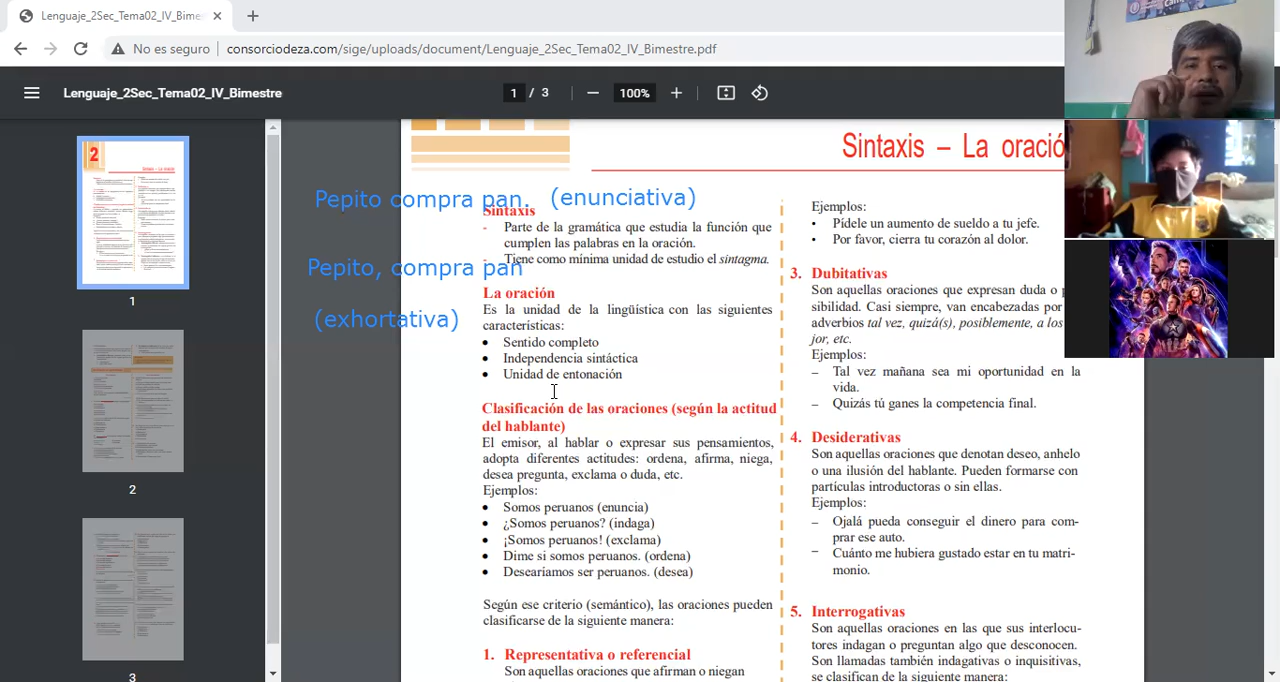 Lenguaje_2Sec_Tema02_IV_Bime
No es seguro
consorciodeza.com/sige/uploads/document/Lenguaje_2Sec_Tema02_IV_Bimestre.pdf
Lenguaje_2Sec_Tema02_IV_Bimestre
1 / 3
100%
2
1
2
3
Sintaxis – La oració
Pepito compra pan. (enunciativa)
Pepito, compra pan
(exhortativa)
Sintaxis
- Parte de la gramática que estudia la función que
cumplen las palabras en la oración.
Tiene como mínima unidad de estudio el sintagma.
La oración
Es la unidad de la lingüística con las siguientes
características:
• Sentido completo
• Independencia sintáctica
• Unidad de entonación
Clasificación de las oraciones (según la actitud
del hablante)
El emisor, al hablar o expresar sus pensamientos,
adopta diferentes actitudes: ordena, afirma, niega,
desea pregunta, exclama o duda, etc.
Ejemplos:
• Somos peruanos (enuncia)
• ¿Somos peruanos? (indaga)
• ¡Somos peruanos! (exclama)
• Dime si somos peruanos. (ordena)
• Desearíamos ser peruanos. (desea)
Según ese criterio (semántico), las oraciones pueden
clasificarse de la siguiente manera:
1. Representativa o referencial
Son aquellas oraciones que afirman o niegan
Ejemplos:
• Pídele un aumento de sueldo a tu jefe.
• Por favor, cierra tu corazón al dolor.
3. Dubitativas
Son aquellas oraciones que expresan duda o p
sibilidad. Casi siempre, van encabezadas por
adverbios tal vez, quizá(s), posiblemente, a los
jor, etc.
Ejemplos:
– Tal vez mañana sea mi oportunidad en la
vida.
– Quizás tú ganes la competencia final.
4. Desiderativas
Son aquellas oraciones que denotan deseo, anhelo
o una ilusión del hablante. Pueden formarse con
partículas introductoras o sin ellas.
Ejemplos:
– Ojalá pueda conseguir el dinero para com-
prar ese auto.
– Cuánto me hubiera gustado estar en tu matri-
monio.
5. Interrogativas
Son aquellas oraciones en las que sus interlocu-
tores indagan o preguntan algo que desconocen.
Son llamadas también indagativas o inquisitivas,
se clasifican de la siguiente manera: